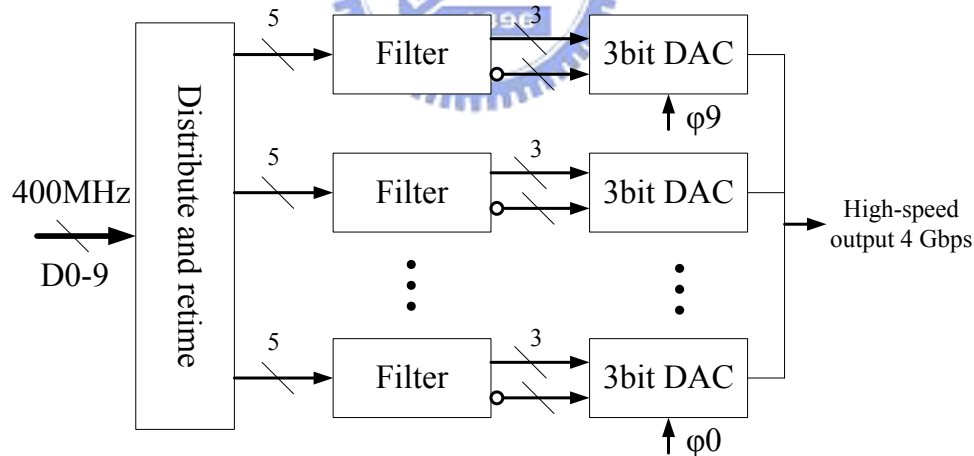 1896
5
Filter
3
3bit DAC
φ9
Distribute and retime
400MHz
D0-9
5
Filter
3
3bit DAC
High-speed
output 4 Gbps
5
Filter
3
3bit DAC
φ0